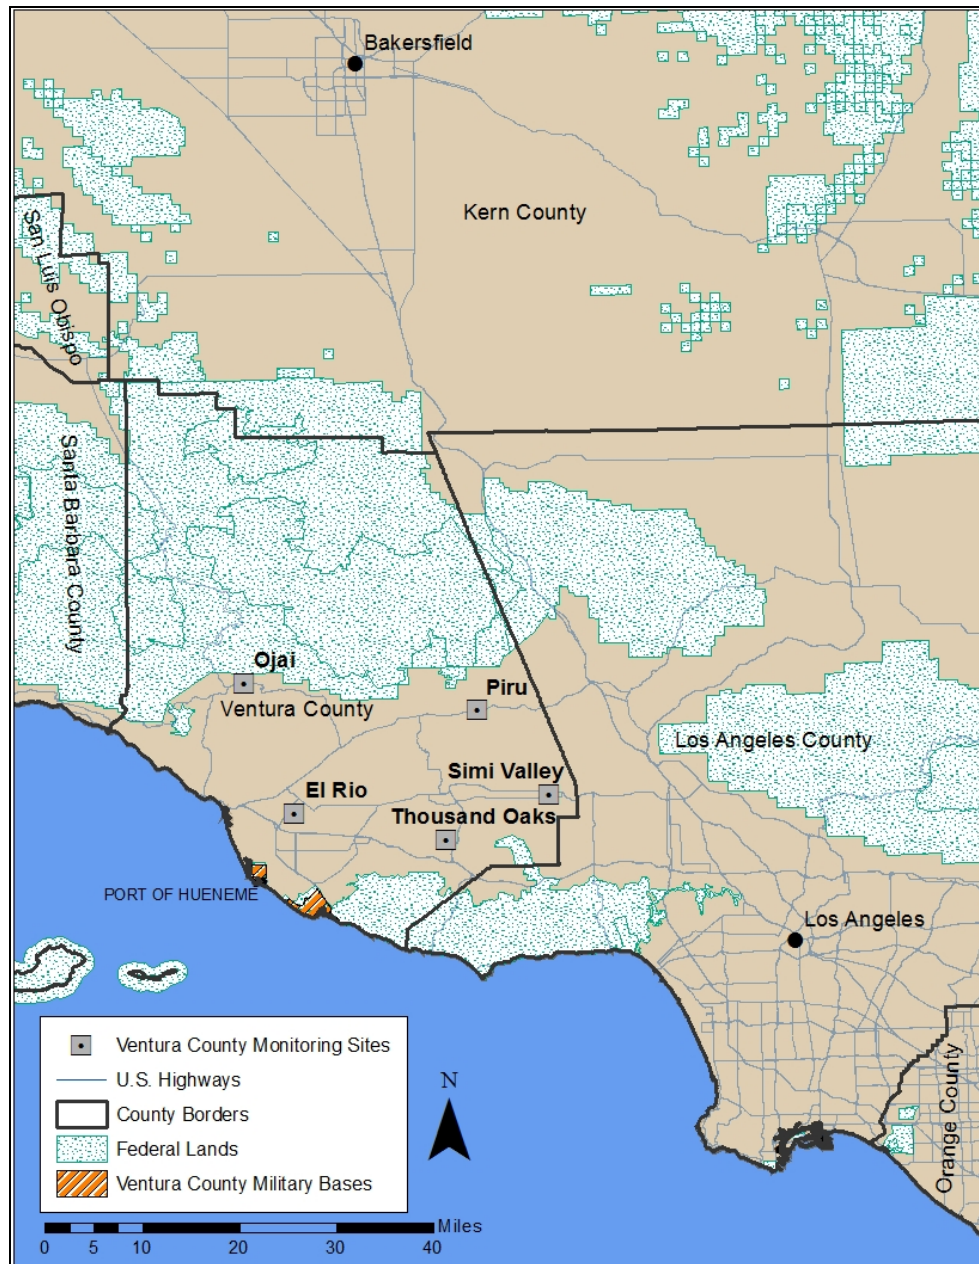 Bakersfield
Kern County
San Luis Obispo
Santa Barbara County
Ojai
Ventura County
Piru
Los Angeles County
Simi Valley
El Rio
Thousand Oaks
PORT OF HUENEME
Los Angeles
Orange County
Ventura County Monitoring Sites
U.S. Highways
County Borders
Federal Lands
Ventura County Military Bases
N
Miles
0 5 10 20 30 40